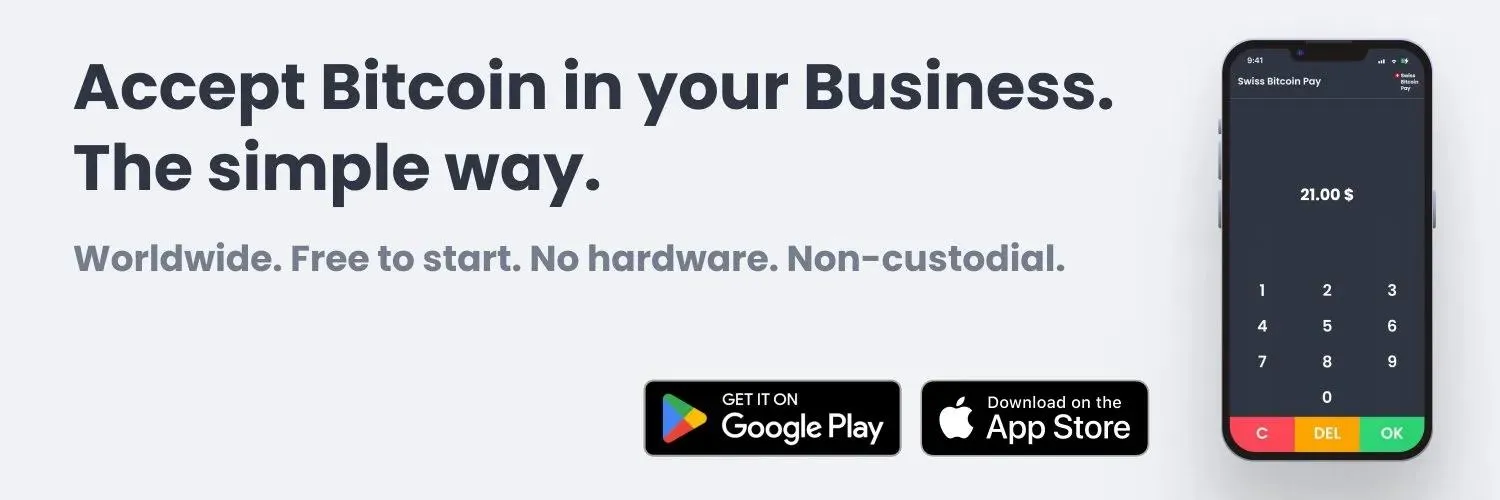 Accept Bitcoin in your Business.
The simple way.
Worldwide. Free to start. No hardware. Non-custodial.
GET IT ON
Google Play
Download on the
App Store
9:41
Swiss Bitcoin Pay
Swiss
Bitcoin
Pay
21.00 $
1 2 3
4 5 6
7 8 9
0
C DEL OK